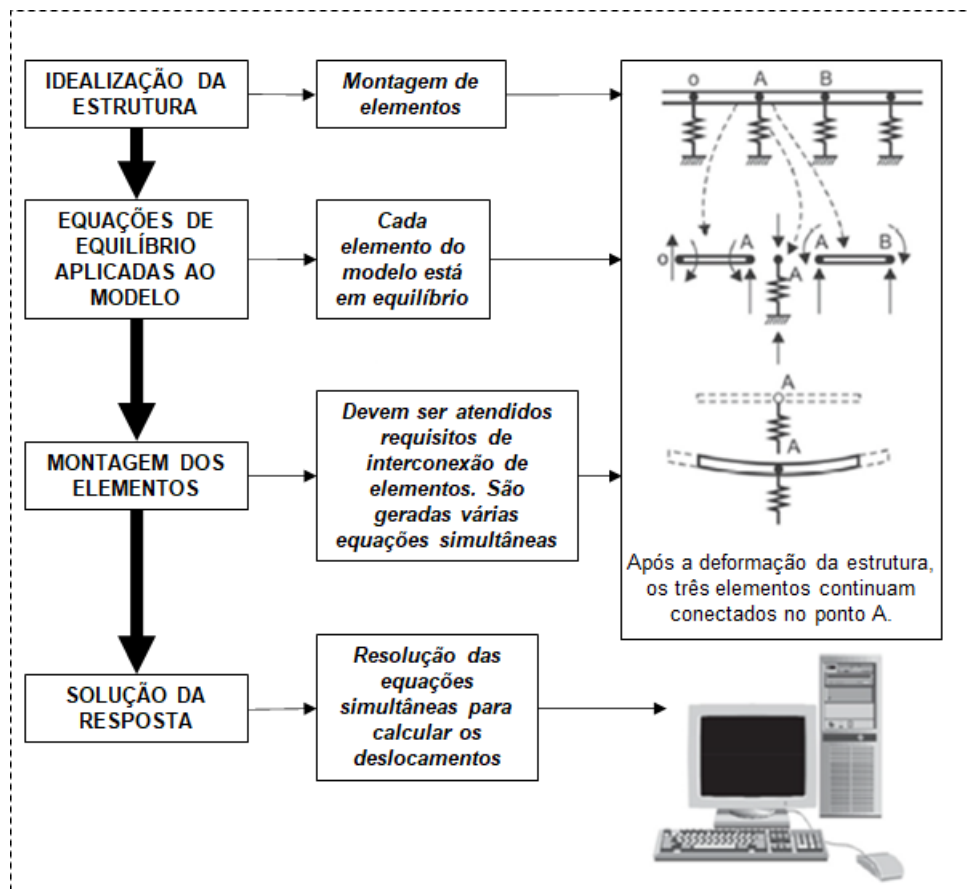 IDEALIZAÇÃO DA
ESTRUTURA
Montagem de
elementos
o A B
EQUAÇÕES DE
EQUILÍBRIO
APLICADAS AO
MODELO
Cada
elemento do
modelo está
em equilíbrio
A A B
o
A
MONTAGEM DOS
ELEMENTOS
Devem ser atendidos
requisitos de
interconexão de
elementos. São
geradas várias
equações simultâneas
A
A
Após a deformação da estrutura,
os três elementos continuam
conectados no ponto A.
SOLUÇÃO DA
RESPOSTA
Resolução das
equações
simultâneas para
calcular os
deslocamentos